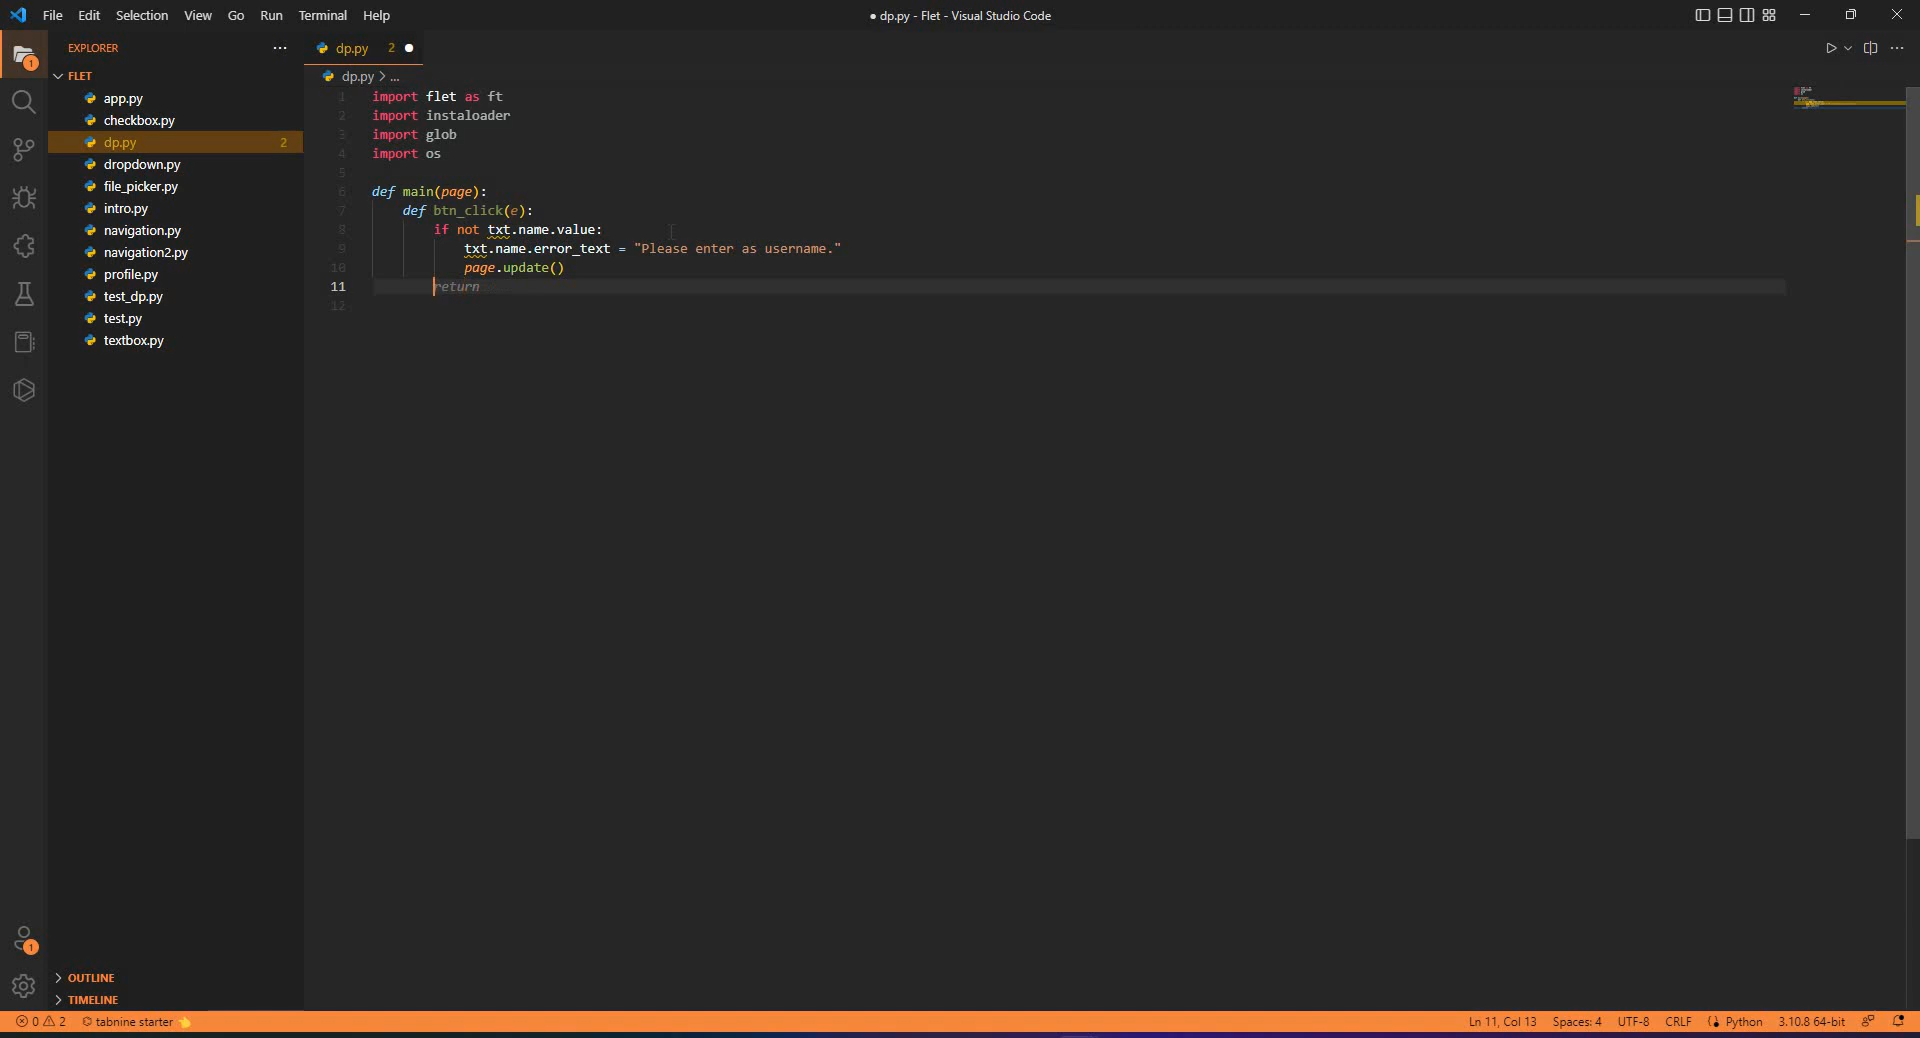 File Edit Selection View Go Run Terminal Help
● dp.py - Flet - Visual Studio Code
EXPLORER
1
FLET
app.py
checkbox.py
dp.py 2
dropdown.py
file_picker.py
intro.py
navigation.py
navigation2.py
profile.py
test_dp.py
test.py
textbox.py
OUTLINE
TIMELINE
1
dp.py 2
dp.py > ...
1 import flet as ft
2 import instaloader
3 import glob
4 import os
5
6 def main(page):
7 def btn_click(e):
8 if not txt.name.value:
9 txt.name.error_text = "Please enter as username."
10 page.update()
11 return
12
0 2 tabnine starter
Ln 11, Col 13 Spaces: 4 UTF-8 CRLF Python 3.10.8 64-bit